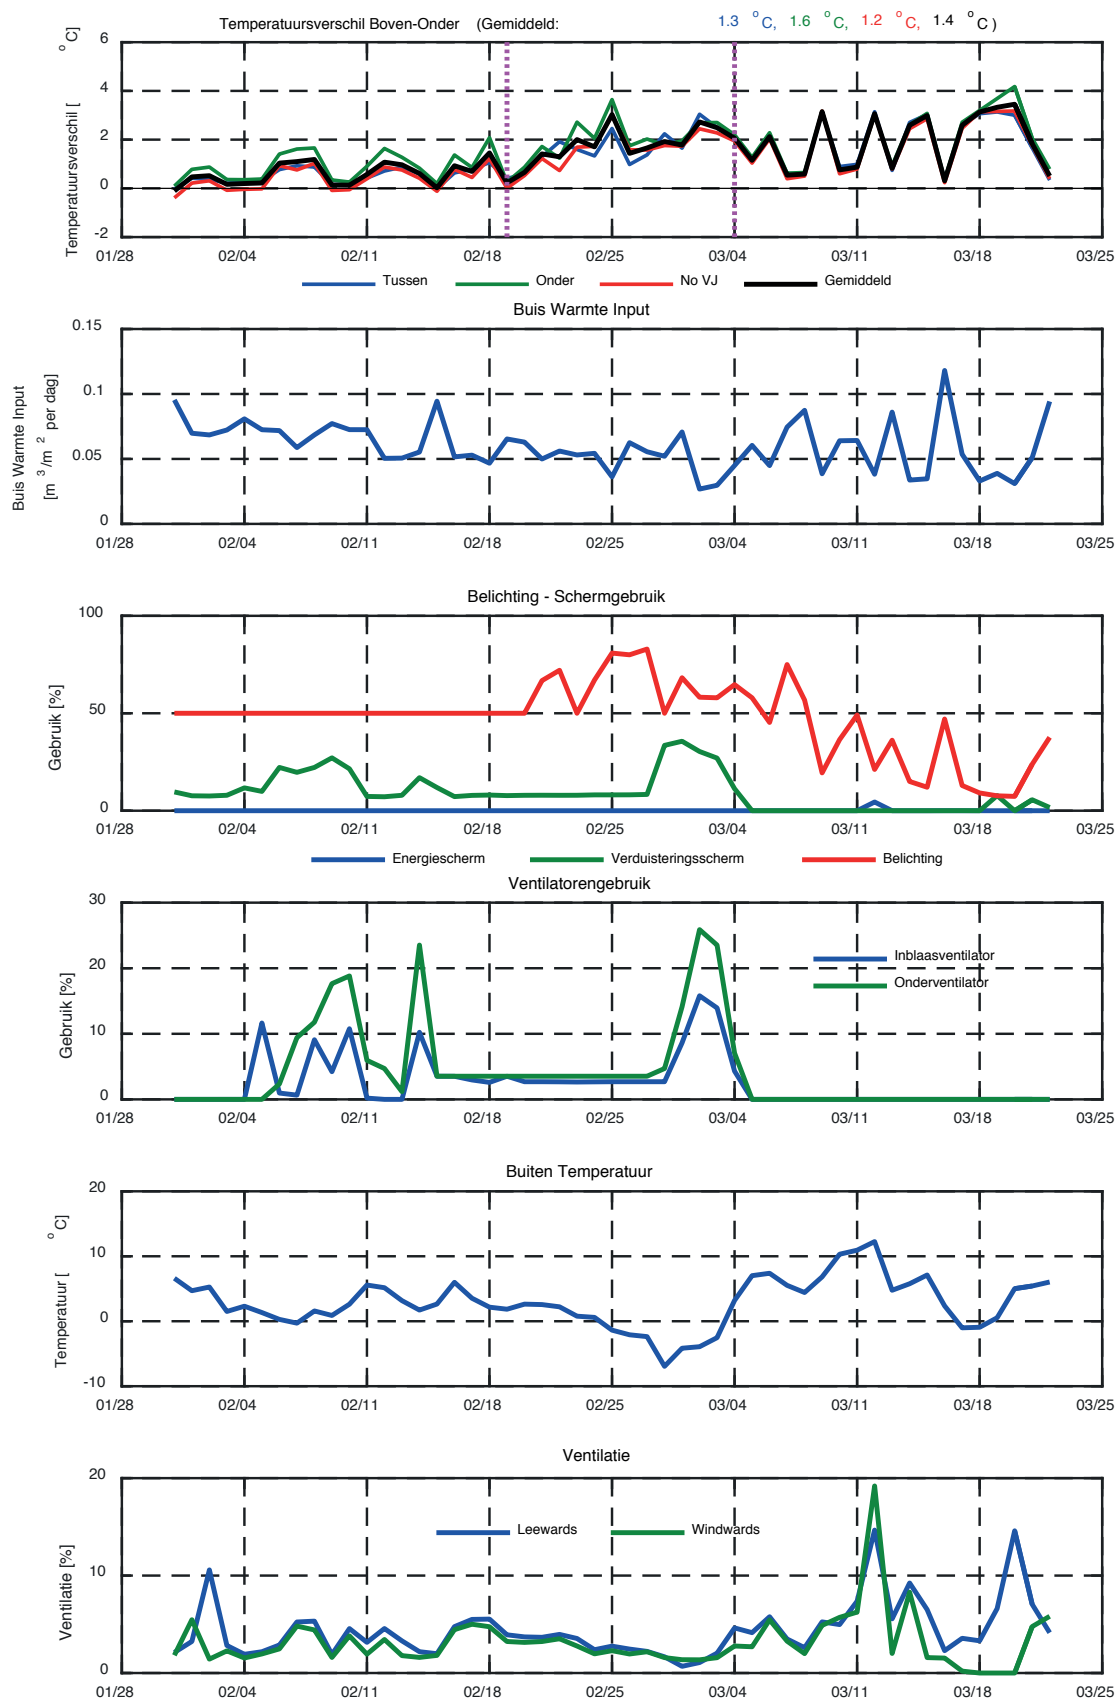 Temperatuursverschil Boven-Onder (Gemiddeld: 1.3 °C, 1.6 °C, 1.2 °C, 1.4 °C )
Temperatuursverschil [ °C]
6
4
2
0
-2
01/28 02/04 02/11 02/18 02/25 03/04 03/11 03/18 03/25
Tussen Onder No VJ Gemiddeld
Buis Warmte Input
Buis Warmte Input
[m 3 /m 2 per dag]
0.15
0.1
0.05
0
01/28 02/04 02/11 02/18 02/25 03/04 03/11 03/18 03/25
Belichting - Schermgebruik
Gebruik [%]
100
50
0
01/28 02/04 02/11 02/18 02/25 03/04 03/11 03/18 03/25
Energiescherm Verduisteringsscherm Belichting
Ventilatorengebruik
Gebruik [%]
30
20
10
0
Inblaasventilator
Onderventilator
01/28 02/04 02/11 02/18 02/25 03/04 03/11 03/18 03/25
Buiten Temperatuur
Temperatuur [ °C]
20
10
0
-10
01/28 02/04 02/11 02/18 02/25 03/04 03/11 03/18 03/25
Ventilatie
Ventilatie [%]
20
10
0
Leewards Windwards
01/28 02/04 02/11 02/18 02/25 03/04 03/11 03/18 03/25